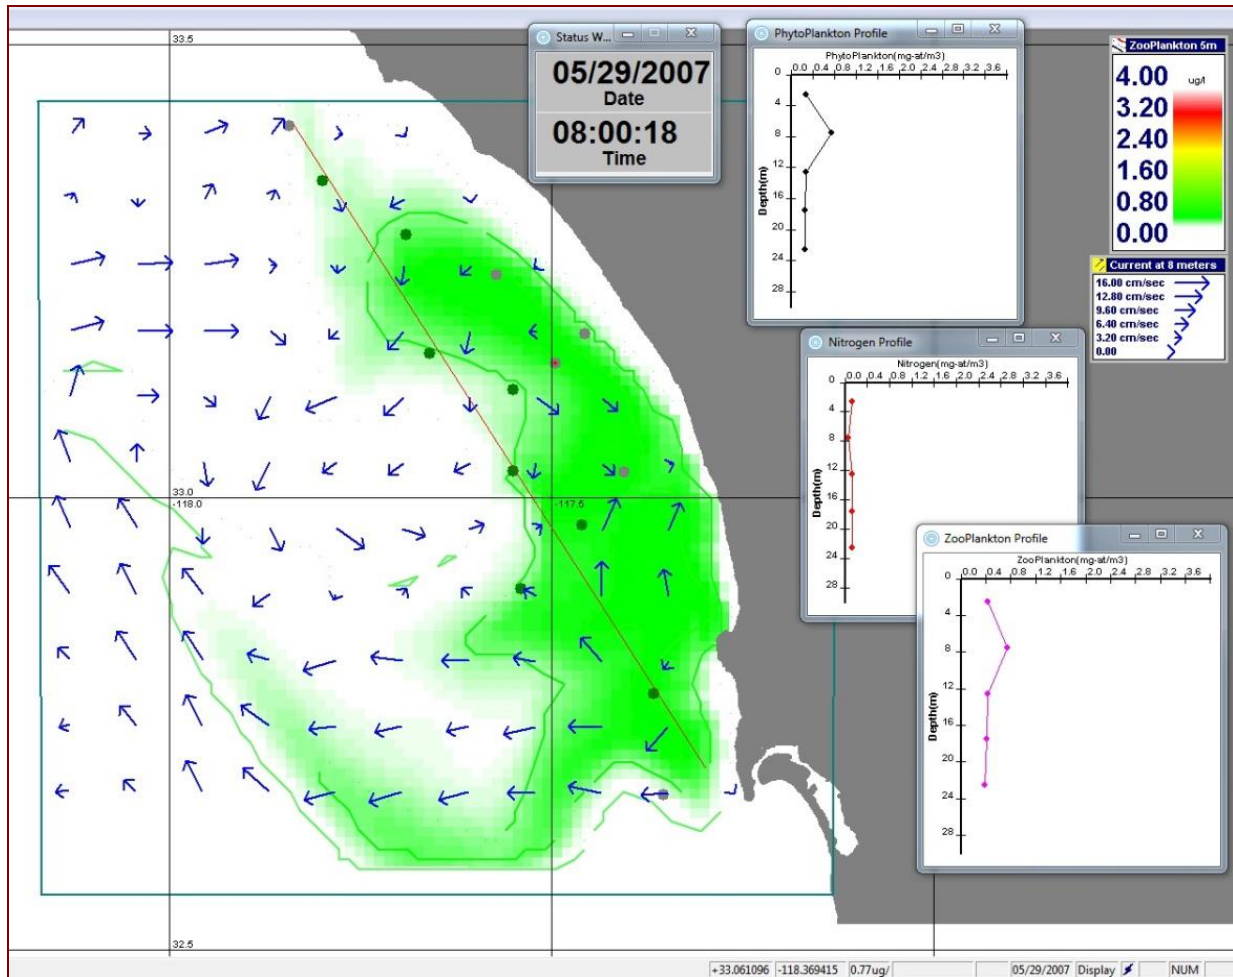 33.5
33.0
-118.0
-117.5
32.5
Status W...
05/29/2007
Date
08:00:18
Time
PhytoPlankton Profile
PhytoPlankton(mg-at/m3)
0.0 0.4 0.8 1.2 1.6 2.0 2.4 2.8 3.2 3.6
0
4
8
12
16
20
24
28
Depth(m)
Nitrogen Profile
Nitrogen(mg-at/m3)
0.0 0.4 0.8 1.2 1.6 2.0 2.4 2.8 3.2 3.6
0
4
8
12
16
20
24
28
Depth(m)
ZooPlankton Profile
ZooPlankton(mg-at/m3)
0.0 0.4 0.8 1.2 1.6 2.0 2.4 2.8 3.2 3.6
0
4
8
12
16
20
24
28
Depth(m)
ZooPlankton 5m
4.00 ug/l
3.20
2.40
1.60
0.80
0.00
Current at 8 meters
16.00 cm/sec
12.80 cm/sec
9.60 cm/sec
6.40 cm/sec
3.20 cm/sec
0.00
+33.061096 -118.369415 0.77ug/ 05/29/2007 Display NUM